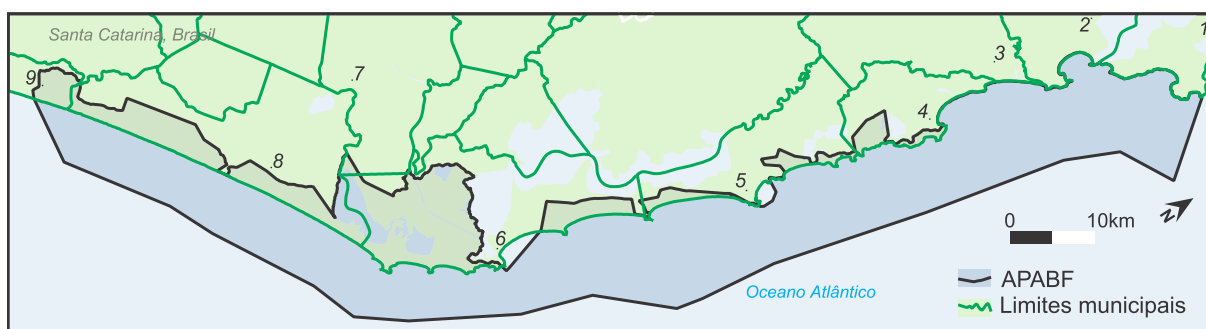 Santa Catarina, Brasil
1
2
3
4
5
6
7
8
9
N
0 10km
APABF
Limites municipais
Oceano Atlântico